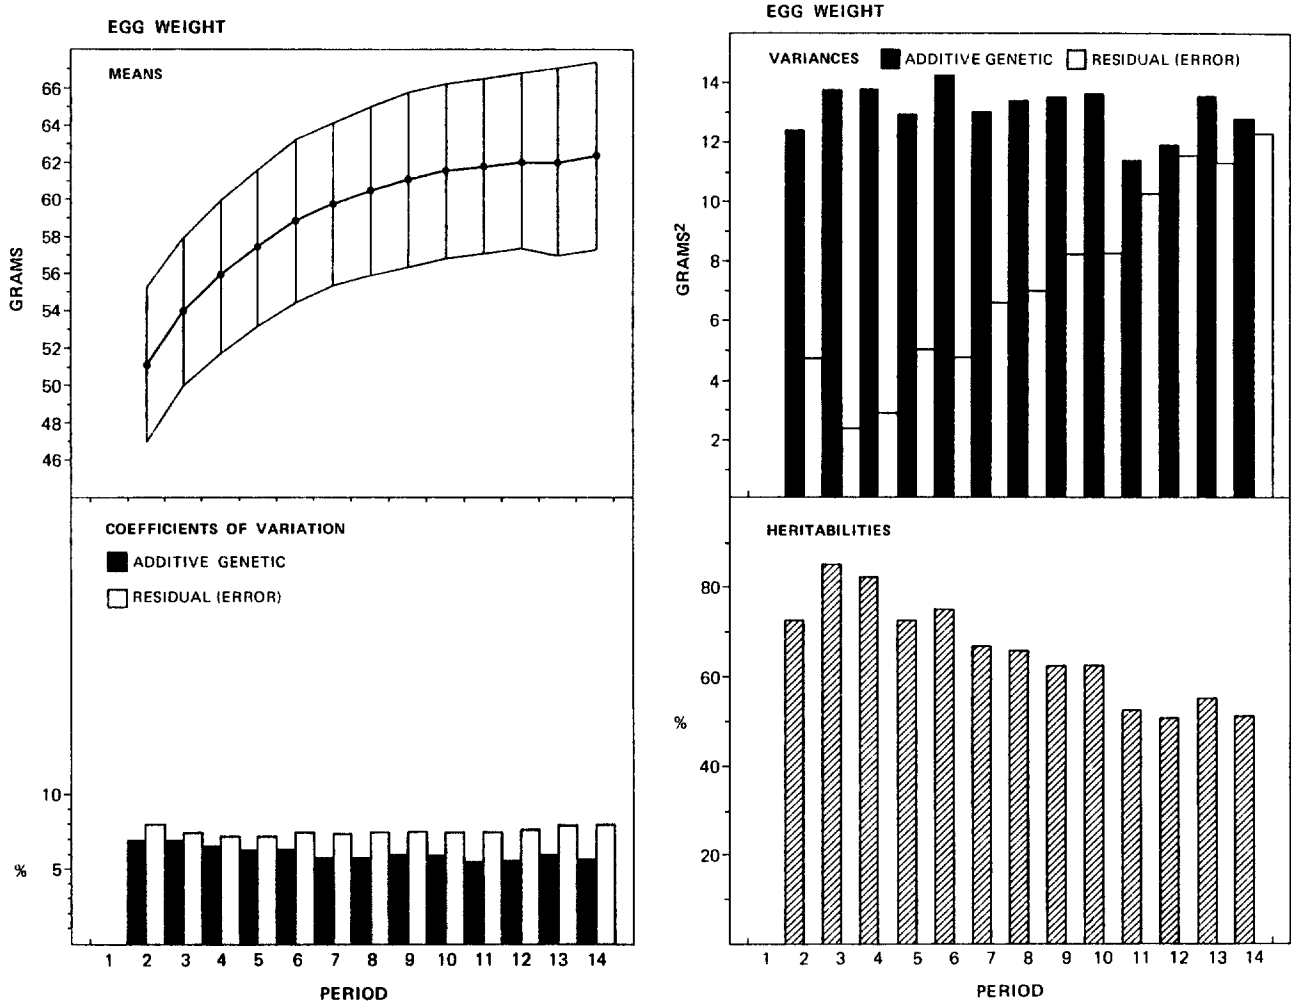 EGG WEIGHT
MEANS
66
64
62
60
58
56
54
52
50
48
46
GRAMS
COEFFICIENTS OF VARIATION
ADDITIVE GENETIC
RESIDUAL (ERROR)
10
5
%
1 2 3 4 5 6 7 8 9 10 11 12 13 14
PERIOD
EGG WEIGHT
VARIANCES ADDITIVE GENETIC RESIDUAL (ERROR)
14
12
10
8
6
4
2
GRAMS²
HERITABILITIES
80
60
40
20
%
1 2 3 4 5 6 7 8 9 10 11 12 13 14
PERIOD